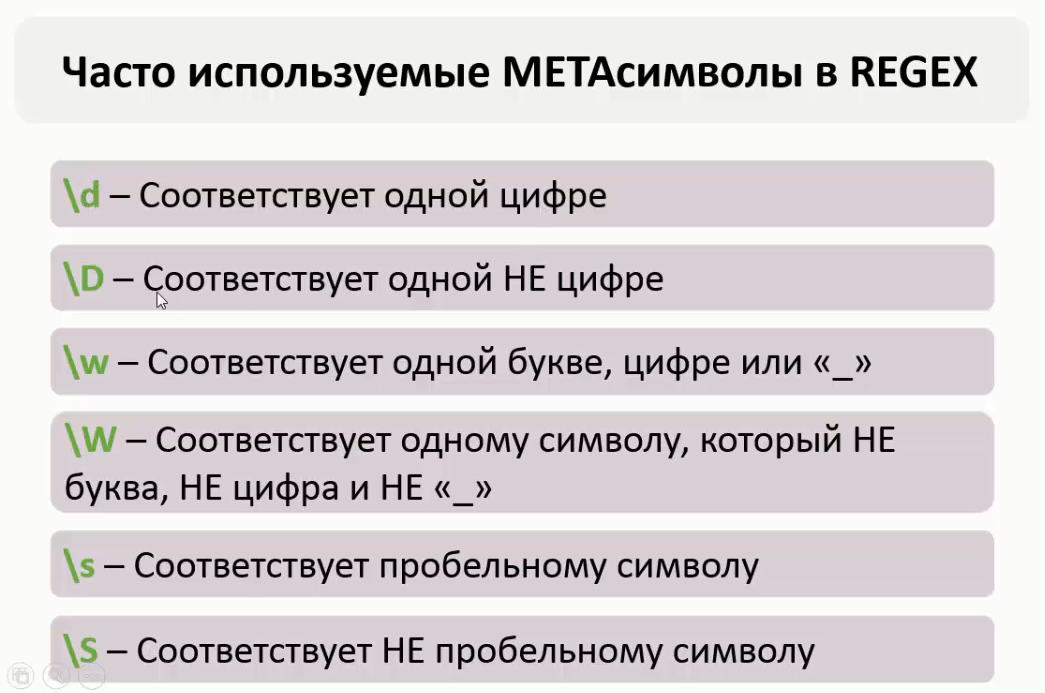 Часто используемые МЕТАсимволы в REGEX
\d – Соответствует одной цифре
\D – Соответствует одной НЕ цифре
\w – Соответствует одной букве, цифре или «_»
\W – Соответствует одному символу, который НЕ
буква, НЕ цифра и НЕ «_»
\s – Соответствует пробельному символу
\S – Соответствует НЕ пробельному символу